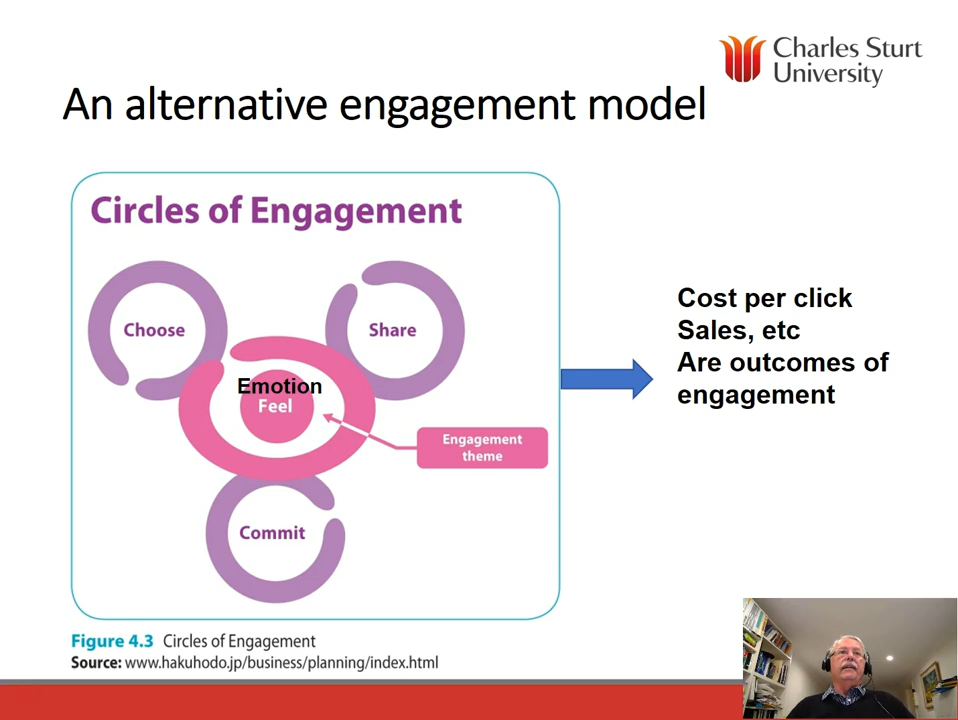 Charles Sturt
University
An alternative engagement model
Circles of Engagement
Choose
Share
Emotion
Feel
Engagement
theme
Commit
Cost per click
Sales, etc
Are outcomes of
engagement
Figure 4.3 Circles of Engagement
Source: www.hakuhodo.jp/business/planning/index.html